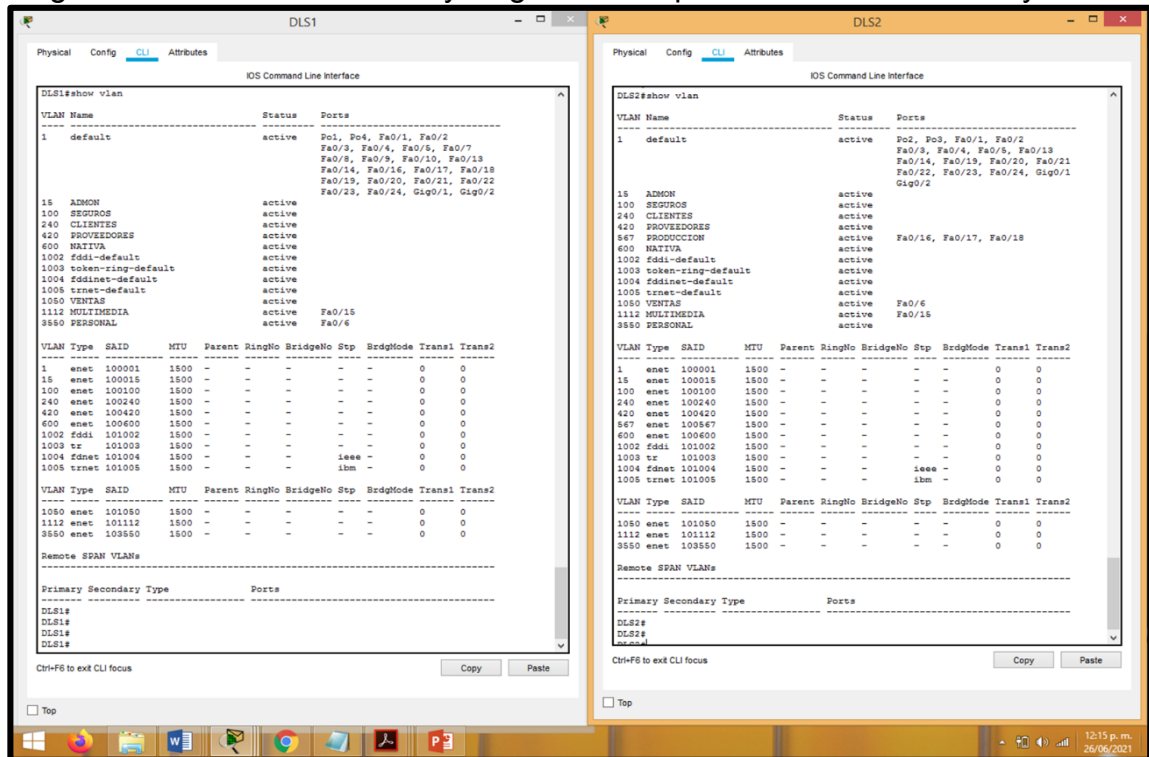 DLS1
Physical Config CLI Attributes
IOS Command Line Interface
DLS1#show vlan
VLAN Name Status Ports
---- -------------------------------- --------- -------------------------------
1 default active Po1, Po4, Fa0/1, Fa0/2
Fa0/3, Fa0/4, Fa0/5, Fa0/7
Fa0/8, Fa0/9, Fa0/10, Fa0/13
Fa0/14, Fa0/16, Fa0/17, Fa0/18
Fa0/19, Fa0/20, Fa0/21, Fa0/22
Fa0/23, Fa0/24, Gig0/1, Gig0/2
15 ADMON active
100 SEGUROS active
240 CLIENTES active
420 PROVEEDORES active
600 NATIVA active
1002 fddi-default active
1003 token-ring-default active
1004 fddinet-default active
1005 trnet-default active
1050 VENTAS active
1112 MULTIMEDIA active Fa0/15
3550 PERSONAL active Fa0/6
VLAN Type SAID MTU Parent RingNo BridgeNo Stp BrdgMode Trans1 Trans2
---- ----- ---------- ----- ------ ------ -------- ---- -------- ------ ------
1 enet 100001 1500 - - - - - 0 0
15 enet 100015 1500 - - - - - 0 0
100 enet 100100 1500 - - - - - 0 0
240 enet 100240 1500 - - - - - 0 0
420 enet 100420 1500 - - - - - 0 0
600 enet 100600 1500 - - - - - 0 0
1002 fddi 101002 1500 - - - - - 0 0
1003 tr 101003 1500 - - - - - 0 0
1004 fdnet 101004 1500 - - - ieee - 0 0
1005 trnet 101005 1500 - - - ibm - 0 0
VLAN Type SAID MTU Parent RingNo BridgeNo Stp BrdgMode Trans1 Trans2
---- ----- ---------- ----- ------ ------ -------- ---- -------- ------ ------
1050 enet 101050 1500 - - - - - 0 0
1112 enet 101112 1500 - - - - - 0 0
3550 enet 103550 1500 - - - - - 0 0
Remote SPAN VLANs
------------------------------------------------------------------------------
Primary Secondary Type Ports
------- --------- ----------------- ------------------------------------------
DLS1#
DLS1#
DLS1#
DLS1#
Ctrl+F6 to exit CLI focus
Copy Paste
Top
DLS2
Physical Config CLI Attributes
IOS Command Line Interface
DLS2#show vlan
VLAN Name Status Ports
---- -------------------------------- --------- -------------------------------
1 default active Po2, Po3, Fa0/1, Fa0/2
Fa0/3, Fa0/4, Fa0/5, Fa0/13
Fa0/14, Fa0/19, Fa0/20, Fa0/21
Fa0/22, Fa0/23, Fa0/24, Gig0/1
Gig0/2
15 ADMON active
100 SEGUROS active
240 CLIENTES active
420 PROVEEDORES active
567 PRODUCCION active Fa0/16, Fa0/17, Fa0/18
600 NATIVA active
1002 fddi-default active
1003 token-ring-default active
1004 fddinet-default active
1005 trnet-default active
1050 VENTAS active Fa0/6
1112 MULTIMEDIA active Fa0/15
3550 PERSONAL active
VLAN Type SAID MTU Parent RingNo BridgeNo Stp BrdgMode Trans1 Trans2
---- ----- ---------- ----- ------ ------ -------- ---- -------- ------ ------
1 enet 100001 1500 - - - - - 0 0
15 enet 100015 1500 - - - - - 0 0
100 enet 100100 1500 - - - - - 0 0
240 enet 100240 1500 - - - - - 0 0
420 enet 100420 1500 - - - - - 0 0
567 enet 100567 1500 - - - - - 0 0
600 enet 100600 1500 - - - - - 0 0
1002 fddi 101002 1500 - - - - - 0 0
1003 tr 101003 1500 - - - - - 0 0
1004 fdnet 101004 1500 - - - ieee - 0 0
1005 trnet 101005 1500 - - - ibm - 0 0
VLAN Type SAID MTU Parent RingNo BridgeNo Stp BrdgMode Trans1 Trans2
---- ----- ---------- ----- ------ ------ -------- ---- -------- ------ ------
1050 enet 101050 1500 - - - - - 0 0
1112 enet 101112 1500 - - - - - 0 0
3550 enet 103550 1500 - - - - - 0 0
Remote SPAN VLANs
------------------------------------------------------------------------------
Primary Secondary Type Ports
------- --------- ----------------- ------------------------------------------
DLS2#
DLS2#
Ctrl+F6 to exit CLI focus
Copy Paste
Top
12:15 p. m.
26/06/2021